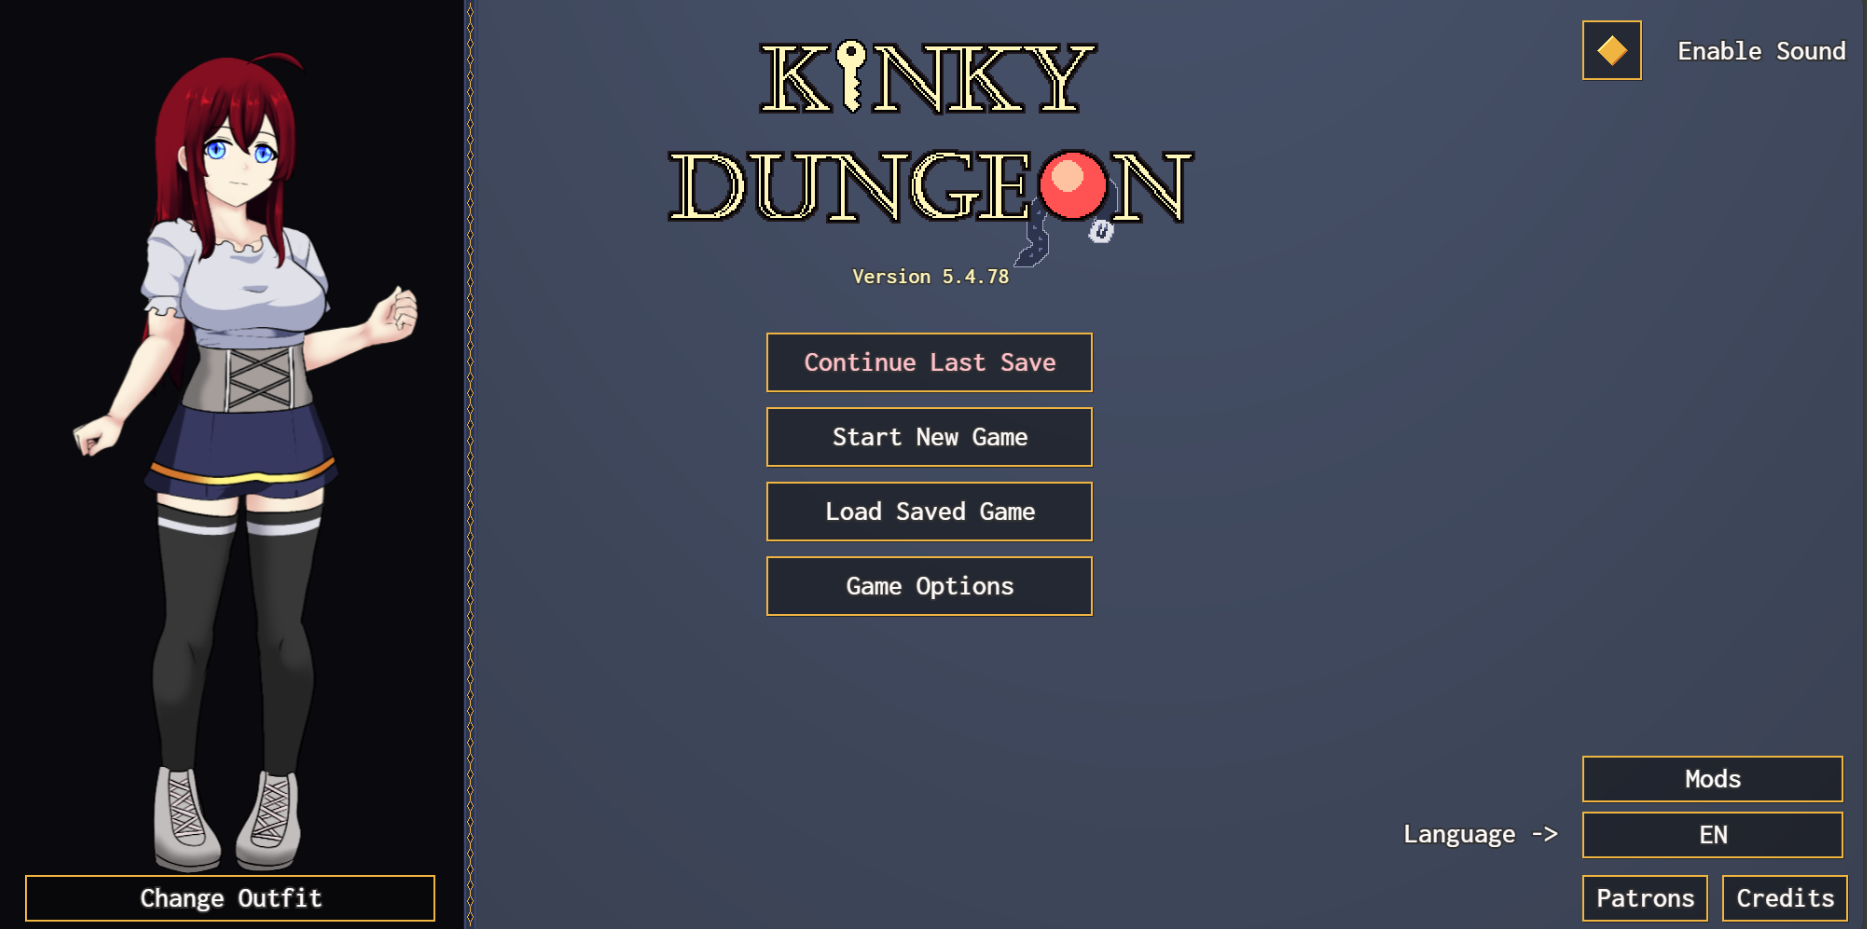 KINKY
DUNGEON
Version 5.4.78
Enable Sound
Continue Last Save
Start New Game
Load Saved Game
Game Options
Mods
Language ->
EN
Change Outfit
Patrons
Credits